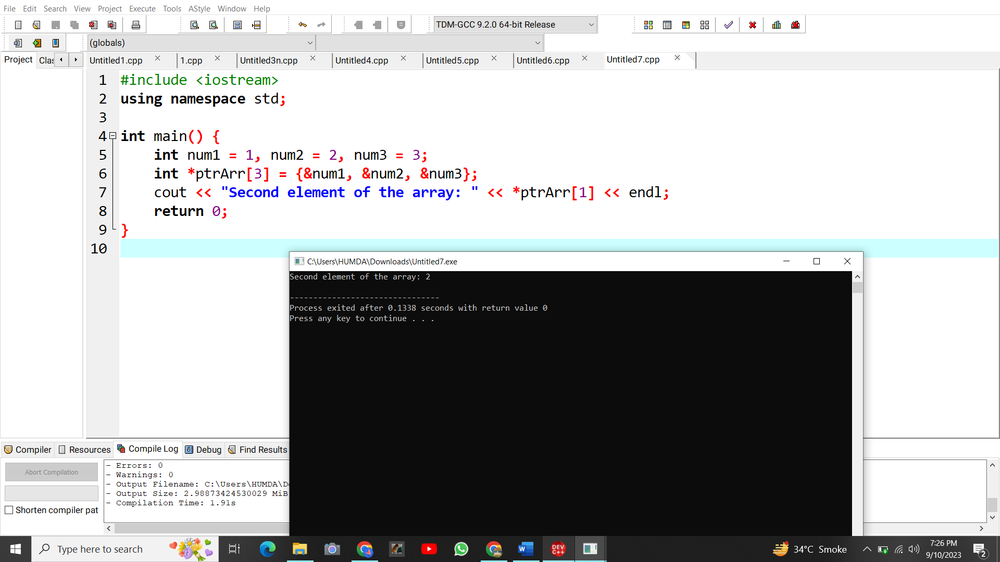 File Edit Search View Project Execute Tools AStyle Window Help
TDM-GCC 9.2.0 64-bit Release
(globals)
Project Clas Untitled1.cpp 1.cpp Untitled3n.cpp Untitled4.cpp Untitled5.cpp Untitled6.cpp Untitled7.cpp
1 #include <iostream>
2 using namespace std;
3
4 int main() {
5 int num1 = 1, num2 = 2, num3 = 3;
6 int *ptrArr[3] = {&num1, &num2, &num3};
7 cout << "Second element of the array: " << *ptrArr[1] << endl;
8 return 0;
9 }
10
C:\Users\HUMDA\Downloads\Untitled7.exe
Second element of the array: 2
--------------------------------
Process exited after 0.1338 seconds with return value 0
Press any key to continue . . .
Compiler Resources Compile Log Debug Find Results
Abort Compilation
Shorten compiler pat
- Errors: 0
- Warnings: 0
- Output Filename: C:\Users\HUMDA\D
- Output Size: 2.98873424530029 MiB
- Compilation Time: 1.91s
Type here to search
DEV C++
34°C Smoke
7:26 PM
9/10/2023
2